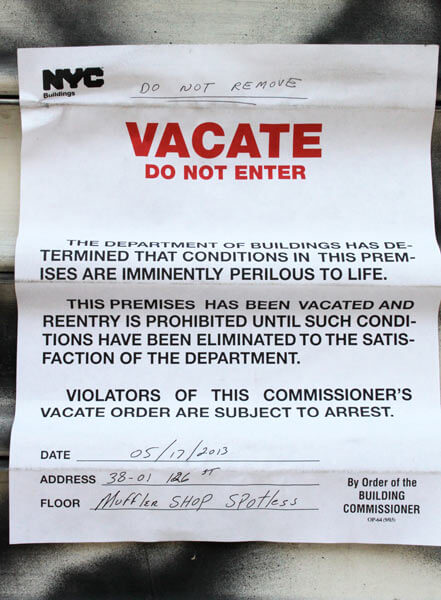 NYC
Buildings
DO NOT REMOVE
VACATE
DO NOT ENTER
THE DEPARTMENT OF BUILDINGS HAS DE-
TERMINED THAT CONDITIONS IN THIS PREM-
ISES ARE IMMINENTLY PERILOUS TO LIFE.
THIS PREMISES HAS BEEN VACATED AND
REENTRY IS PROHIBITED UNTIL SUCH CONDI-
TIONS HAVE BEEN ELIMINATED TO THE SATIS-
FACTION OF THE DEPARTMENT.
VIOLATORS OF THIS COMMISSIONER'S
VACATE ORDER ARE SUBJECT TO ARREST.
DATE 05/17/2013
ADDRESS 38-01 126 ST
FLOOR Muffler SHOP Spotless
By Order of the
BUILDING
COMMISSIONER
OP-64 (9/83)